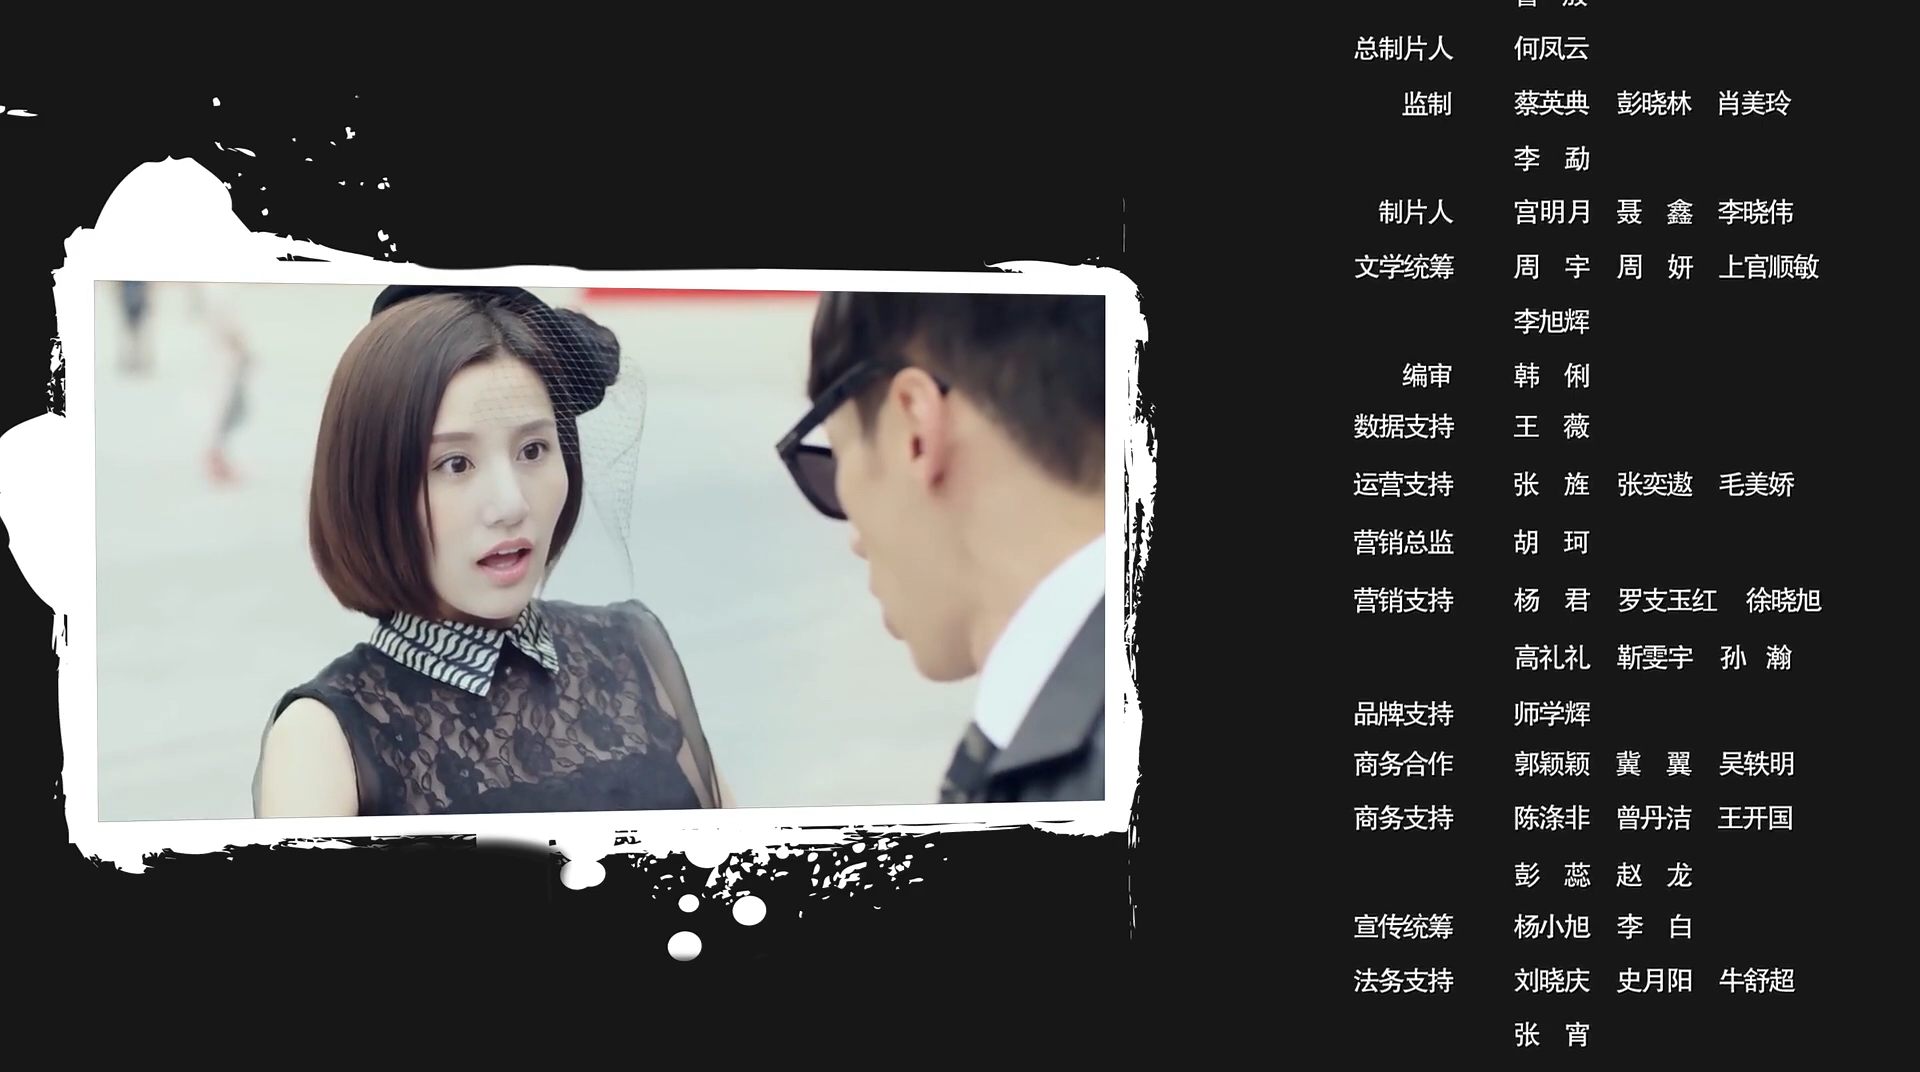 总制片人 何凤云
监制 蔡英典 彭晓林 肖美玲
李 勐
制片人 宫明月 聂 鑫 李晓伟
文学统筹 周 宇 周 妍 上官顺敏
李旭辉
编审 韩 俐
数据支持 王 薇
运营支持 张 旌 张奕遨 毛美娇
营销总监 胡 珂
营销支持 杨 君 罗支玉红 徐晓旭
高礼礼 靳雯宇 孙 瀚
品牌支持 师学辉
商务合作 郭颖颖 冀 翼 吴轶明
商务支持 陈涤非 曾丹洁 王开国
彭 蕊 赵 龙
宣传统筹 杨小旭 李 白
法务支持 刘晓庆 史月阳 牛舒超
张 宵